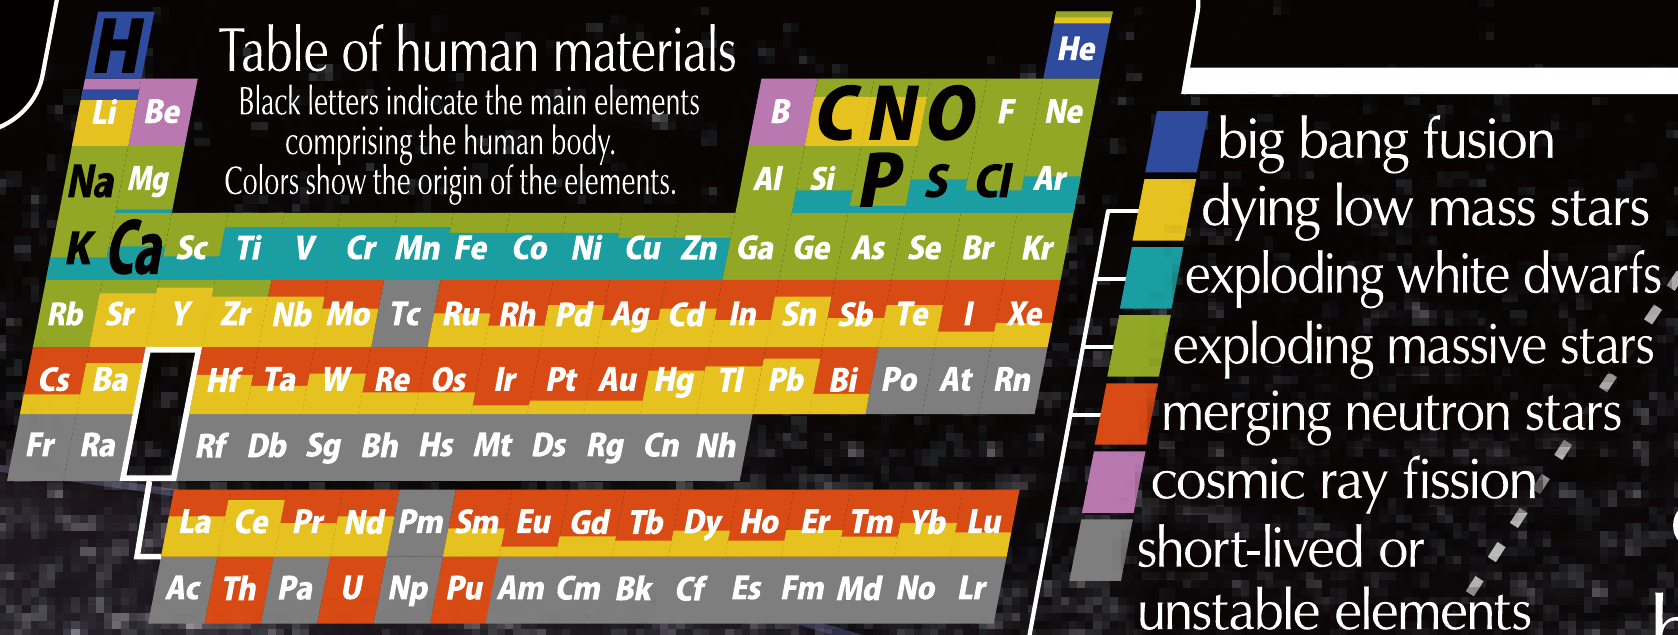 Table of human materials
Black letters indicate the main elements
comprising the human body.
Colors show the origin of the elements.
H He
Li Be B C N O F Ne
Na Mg Al Si P S Cl Ar
K Ca Sc Ti V Cr Mn Fe Co Ni Cu Zn Ga Ge As Se Br Kr
Rb Sr Y Zr Nb Mo Tc Ru Rh Pd Ag Cd In Sn Sb Te I Xe
Cs Ba Hf Ta W Re Os Ir Pt Au Hg Tl Pb Bi Po At Rn
Fr Ra Rf Db Sg Bh Hs Mt Ds Rg Cn Nh
La Ce Pr Nd Pm Sm Eu Gd Tb Dy Ho Er Tm Yb Lu
Ac Th Pa U Np Pu Am Cm Bk Cf Es Fm Md No Lr
big bang fusion
dying low mass stars
exploding white dwarfs
exploding massive stars
merging neutron stars
cosmic ray fission
short-lived or
unstable elements